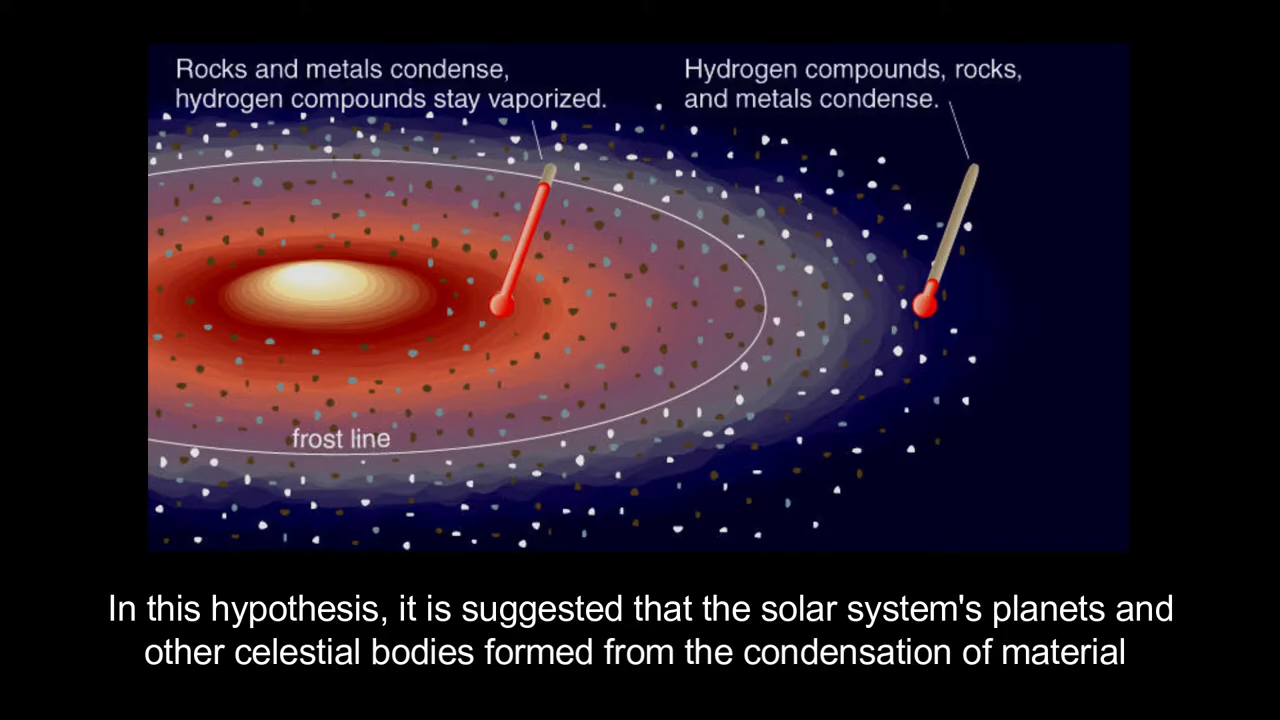 Rocks and metals condense,
hydrogen compounds stay vaporized.
Hydrogen compounds, rocks,
and metals condense.
frost line
In this hypothesis, it is suggested that the solar system's planets and
other celestial bodies formed from the condensation of material